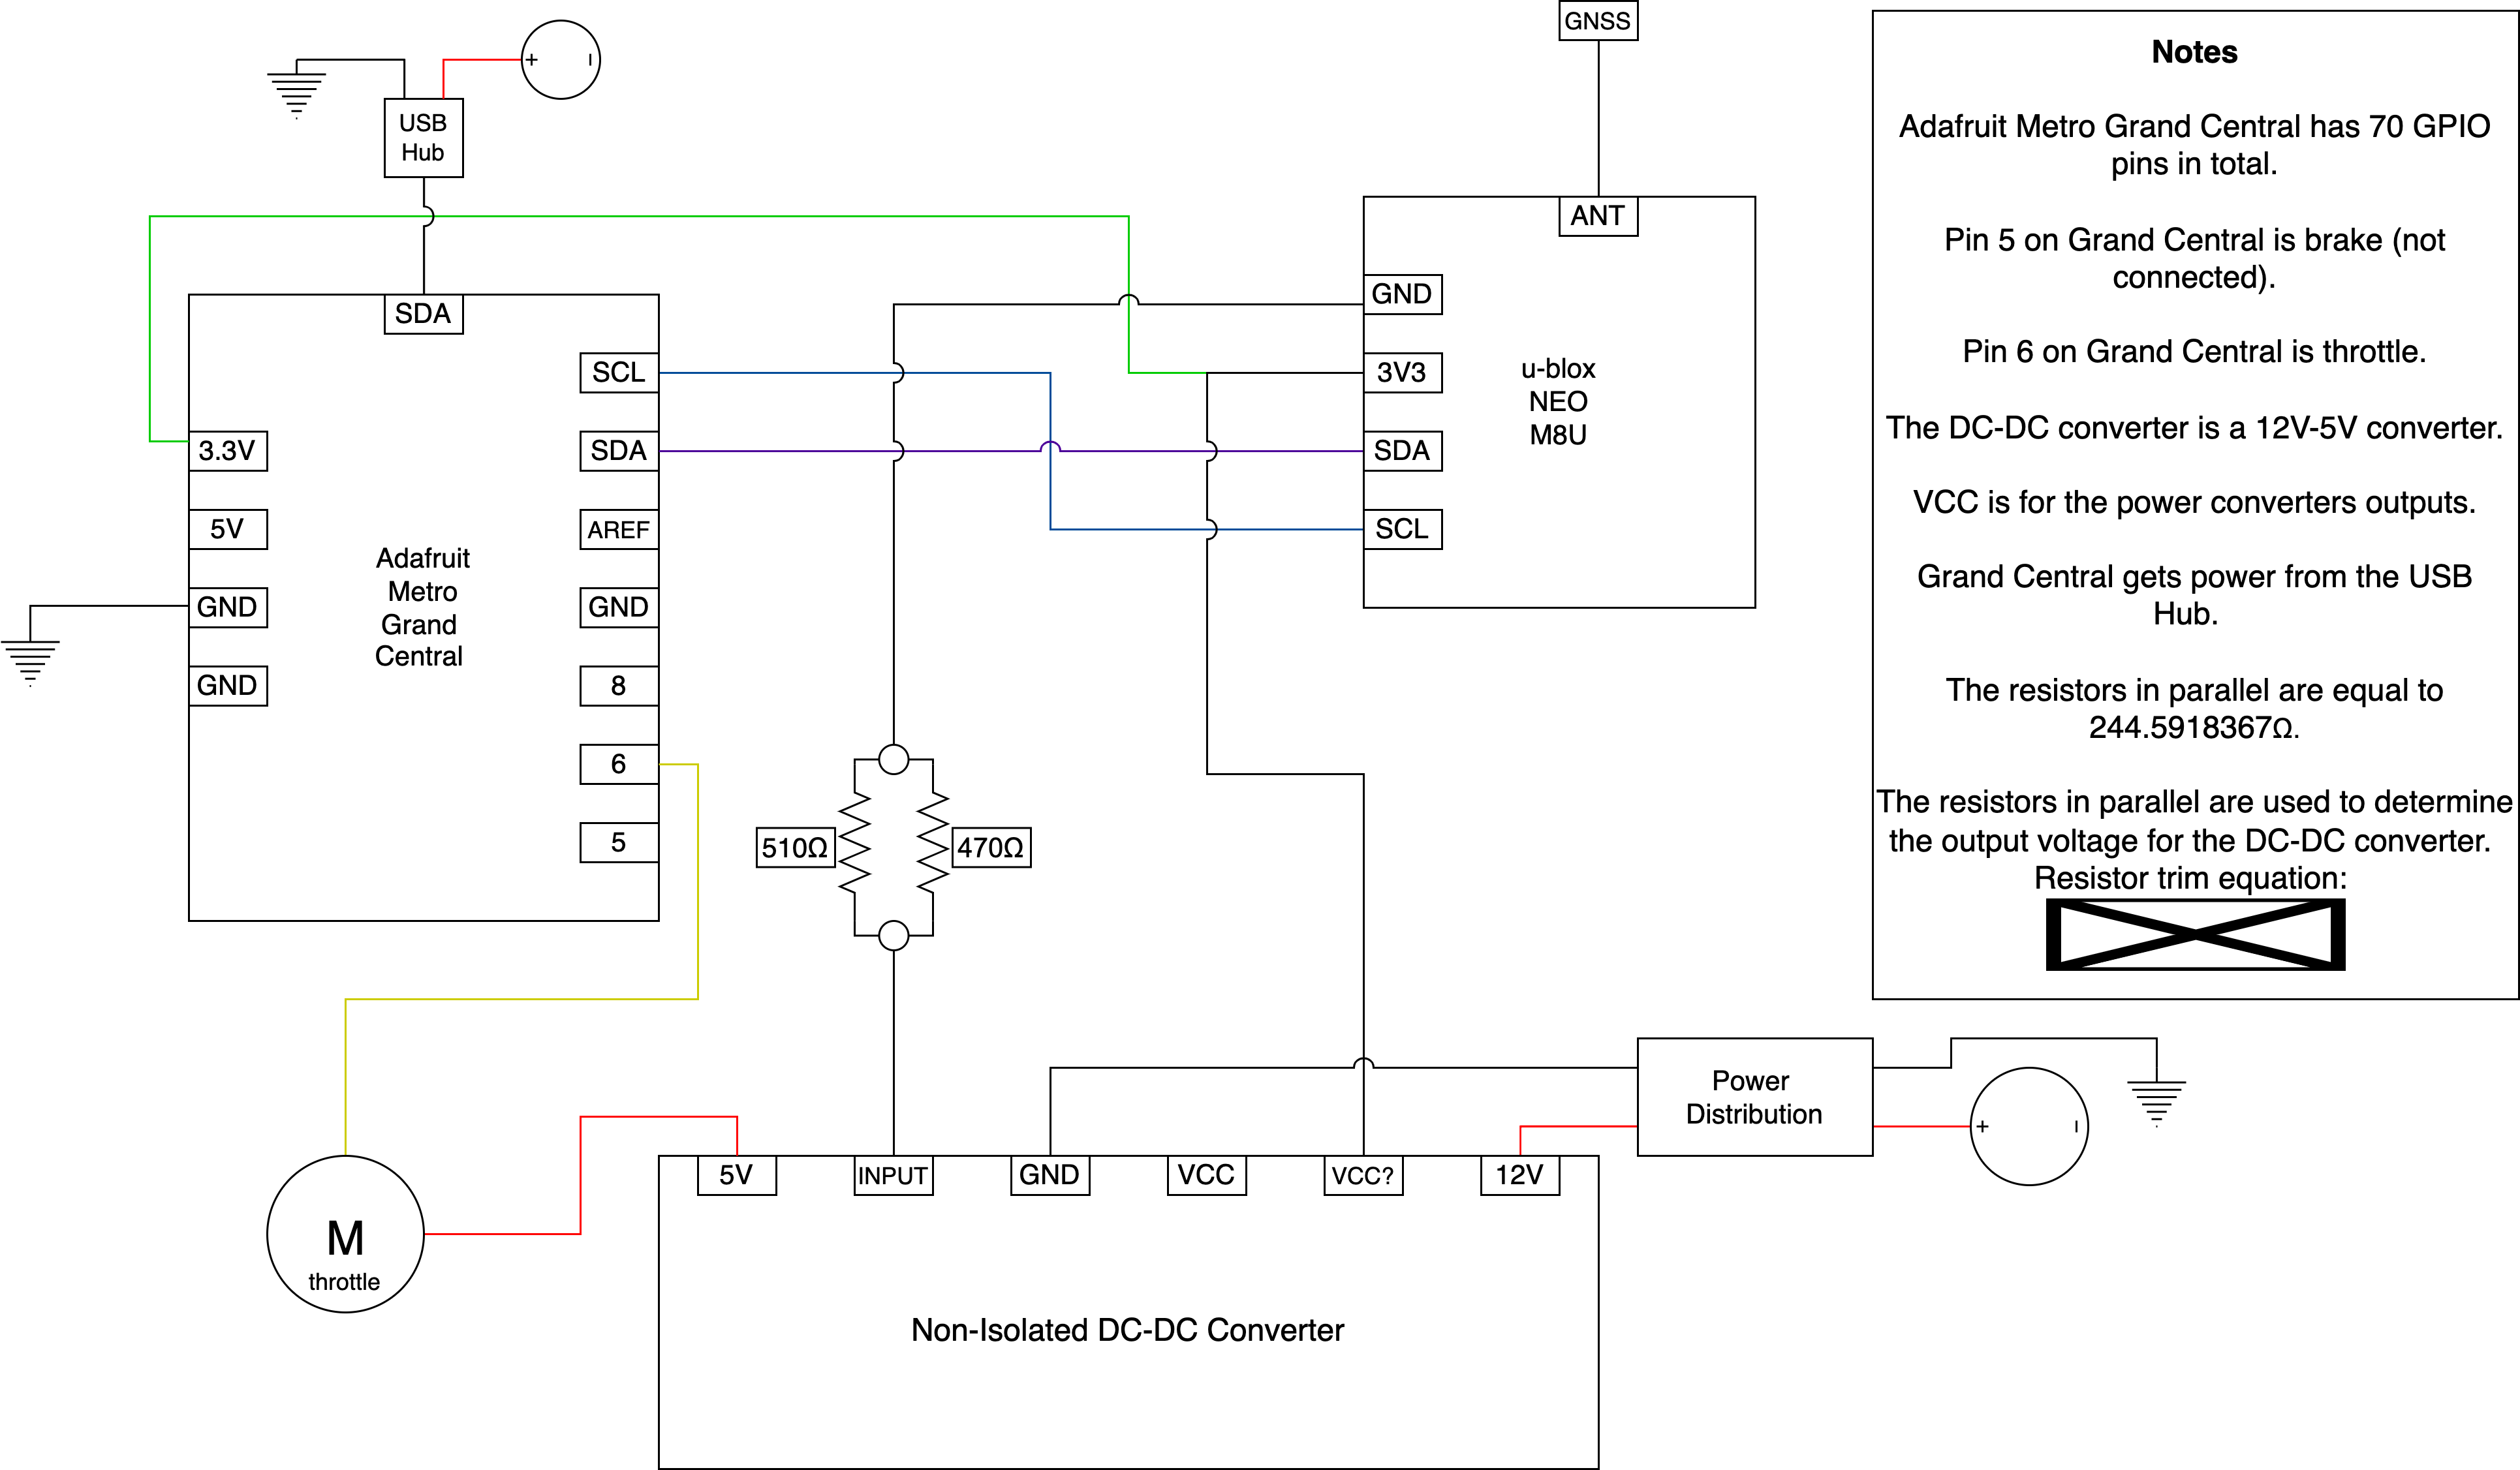 GNSS
+
-
USB
Hub
SDA
SCL
3.3V
SDA
5V
AREF
GND
GND
GND
8
6
5
Adafruit
Metro
Grand
Central
ANT
GND
3V3
SDA
SCL
u-blox
NEO
M8U
510Ω
470Ω
M
throttle
5V
INPUT
GND
VCC
VCC?
12V
Non-Isolated DC-DC Converter
Power
Distribution
+
-
Notes
Adafruit Metro Grand Central has 70 GPIO
pins in total.
Pin 5 on Grand Central is brake (not
connected).
Pin 6 on Grand Central is throttle.
The DC-DC converter is a 12V-5V converter.
VCC is for the power converters outputs.
Grand Central gets power from the USB
Hub.
The resistors in parallel are equal to
244.5918367Ω.
The resistors in parallel are used to determine
the output voltage for the DC-DC converter.
Resistor trim equation: